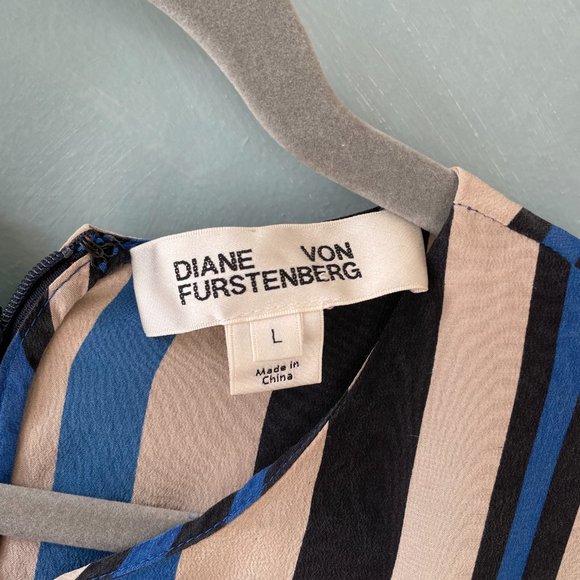 DIANE VON
FURSTENBERG
L
Made in
China